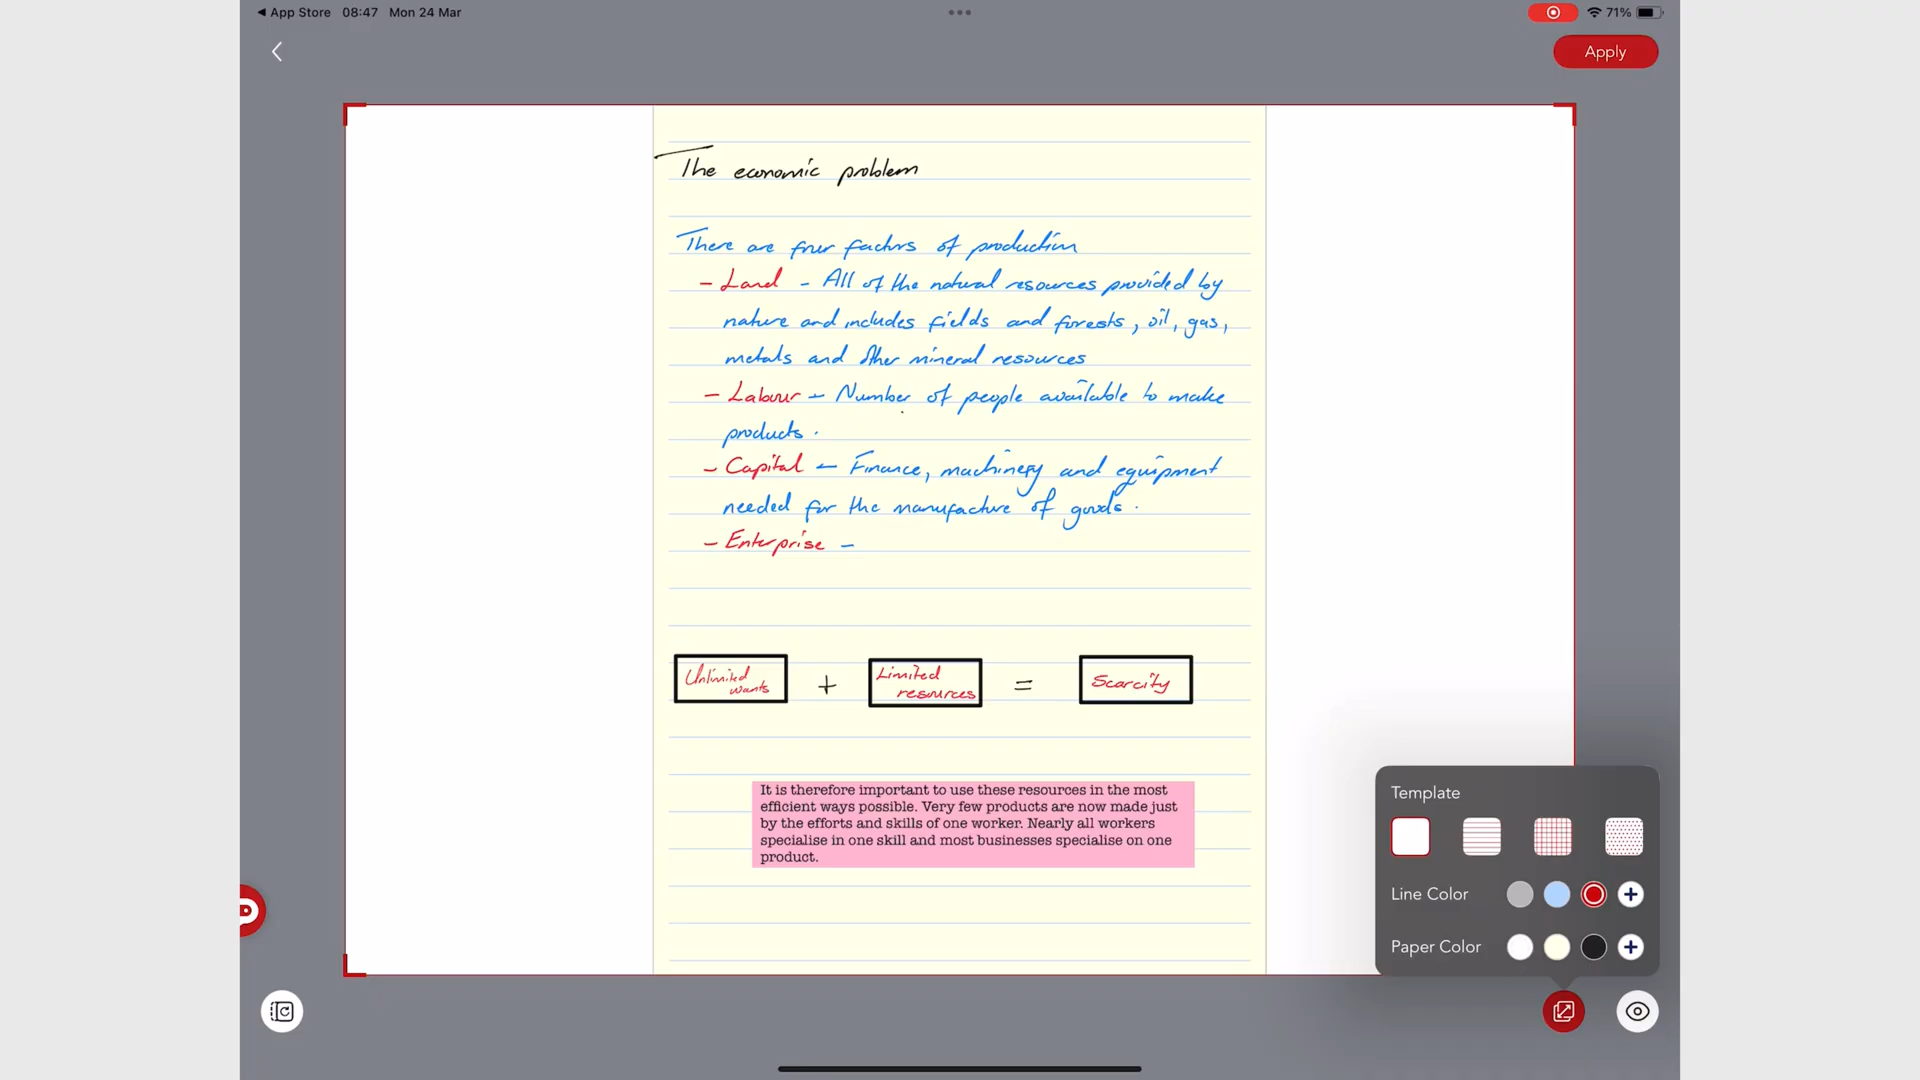 App Store 08:47 Mon 24 Mar
71%
Apply
The economic problem
There are four factors of production
- Land - All of the natural resources provided by
nature and includes fields and forests, oil, gas,
metals and other mineral resources
- Labour - Number of people available to make
products.
- Capital - Finance, machinery and equipment
needed for the manufacture of goods.
- Enterprise -
Unlimited
wants
+
Limited
resources
=
Scarcity
It is therefore important to use these resources in the most
efficient ways possible. Very few products are now made just
by the efforts and skills of one worker. Nearly all workers
specialise in one skill and most businesses specialise on one
product.
Template
Line Color
Paper Color